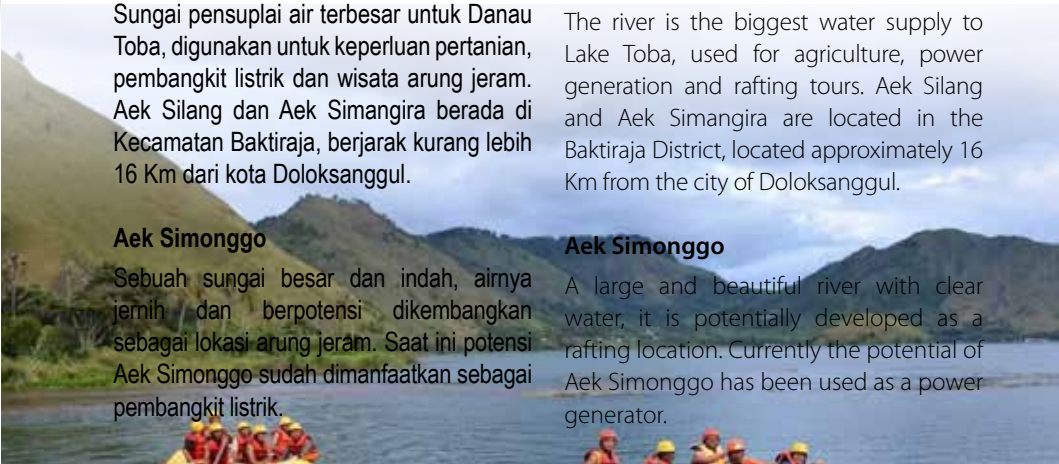 Sungai pensuplai air terbesar untuk Danau
Toba, digunakan untuk keperluan pertanian,
pembangkit listrik dan wisata arung jeram.
Aek Silang dan Aek Simangira berada di
Kecamatan Baktiraja, berjarak kurang lebih
16 Km dari kota Doloksanggul.
Aek Simonggo
Sebuah sungai besar dan indah, airnya
jernih dan berpotensi dikembangkan
sebagai lokasi arung jeram. Saat ini potensi
Aek Simonggo sudah dimanfaatkan sebagai
pembangkit listrik.
The river is the biggest water supply to
Lake Toba, used for agriculture, power
generation and rafting tours. Aek Silang
and Aek Simangira are located in the
Baktiraja District, located approximately 16
Km from the city of Doloksanggul.
Aek Simonggo
A large and beautiful river with clear
water, it is potentially developed as a
rafting location. Currently the potential of
Aek Simonggo has been used as a power
generator.